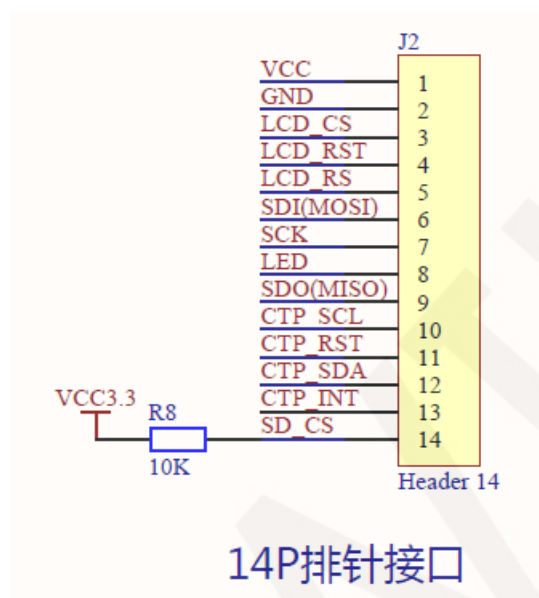 J2
VCC 1
GND 2
LCD_CS 3
LCD_RST 4
LCD_RS 5
SDI(MOSI) 6
SCK 7
LED 8
SDO(MISO) 9
CTP_SCL 10
CTP_RST 11
CTP_SDA 12
CTP_INT 13
VCC3.3 R8 SD_CS 14
10K
Header 14
14P排针接口